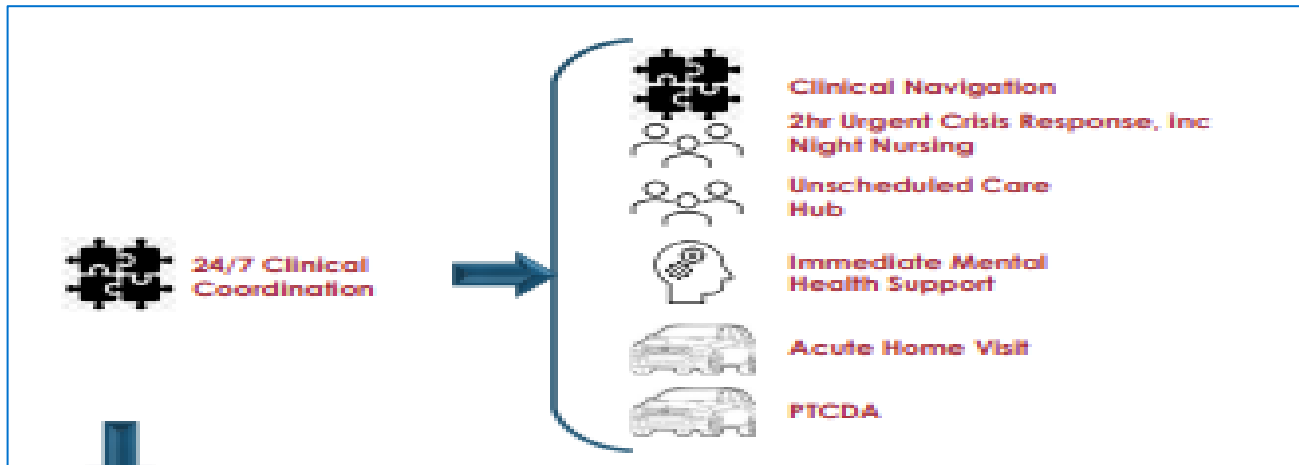 Clinical Navigation
2hr Urgent Crisis Response, inc
Night Nursing
Unscheduled Care
Hub
24/7 Clinical
Coordination
Immediate Mental
Health Support
Acute Home Visit
PTCDA